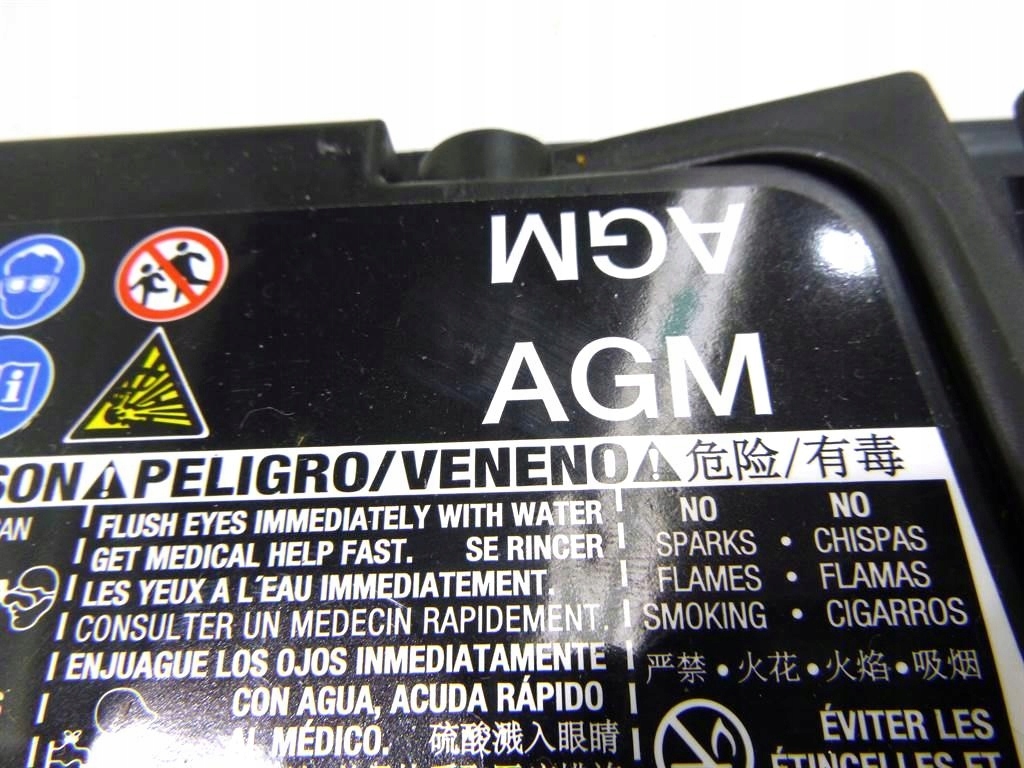 AGM
AGM
PELIGRO/VENENO 危险/有毒
FLUSH EYES IMMEDIATELY WITH WATER
GET MEDICAL HELP FAST. SE RINCER
LES YEUX A L´EAU IMMEDIATEMENT.
CONSULTER UN MEDECIN RAPIDEMENT.
ENJUAGUE LOS OJOS INMEDIATAMENTE
CON AGUA, ACUDA RÁPIDO
AL MÉDICO. 硫酸溅入眼睛
NO NO
SPARKS • CHISPAS
FLAMES • FLAMAS
SMOKING • CIGARROS
严禁•火花•火焰•吸烟
ÉVITER LES
ÉTINCELLES ET